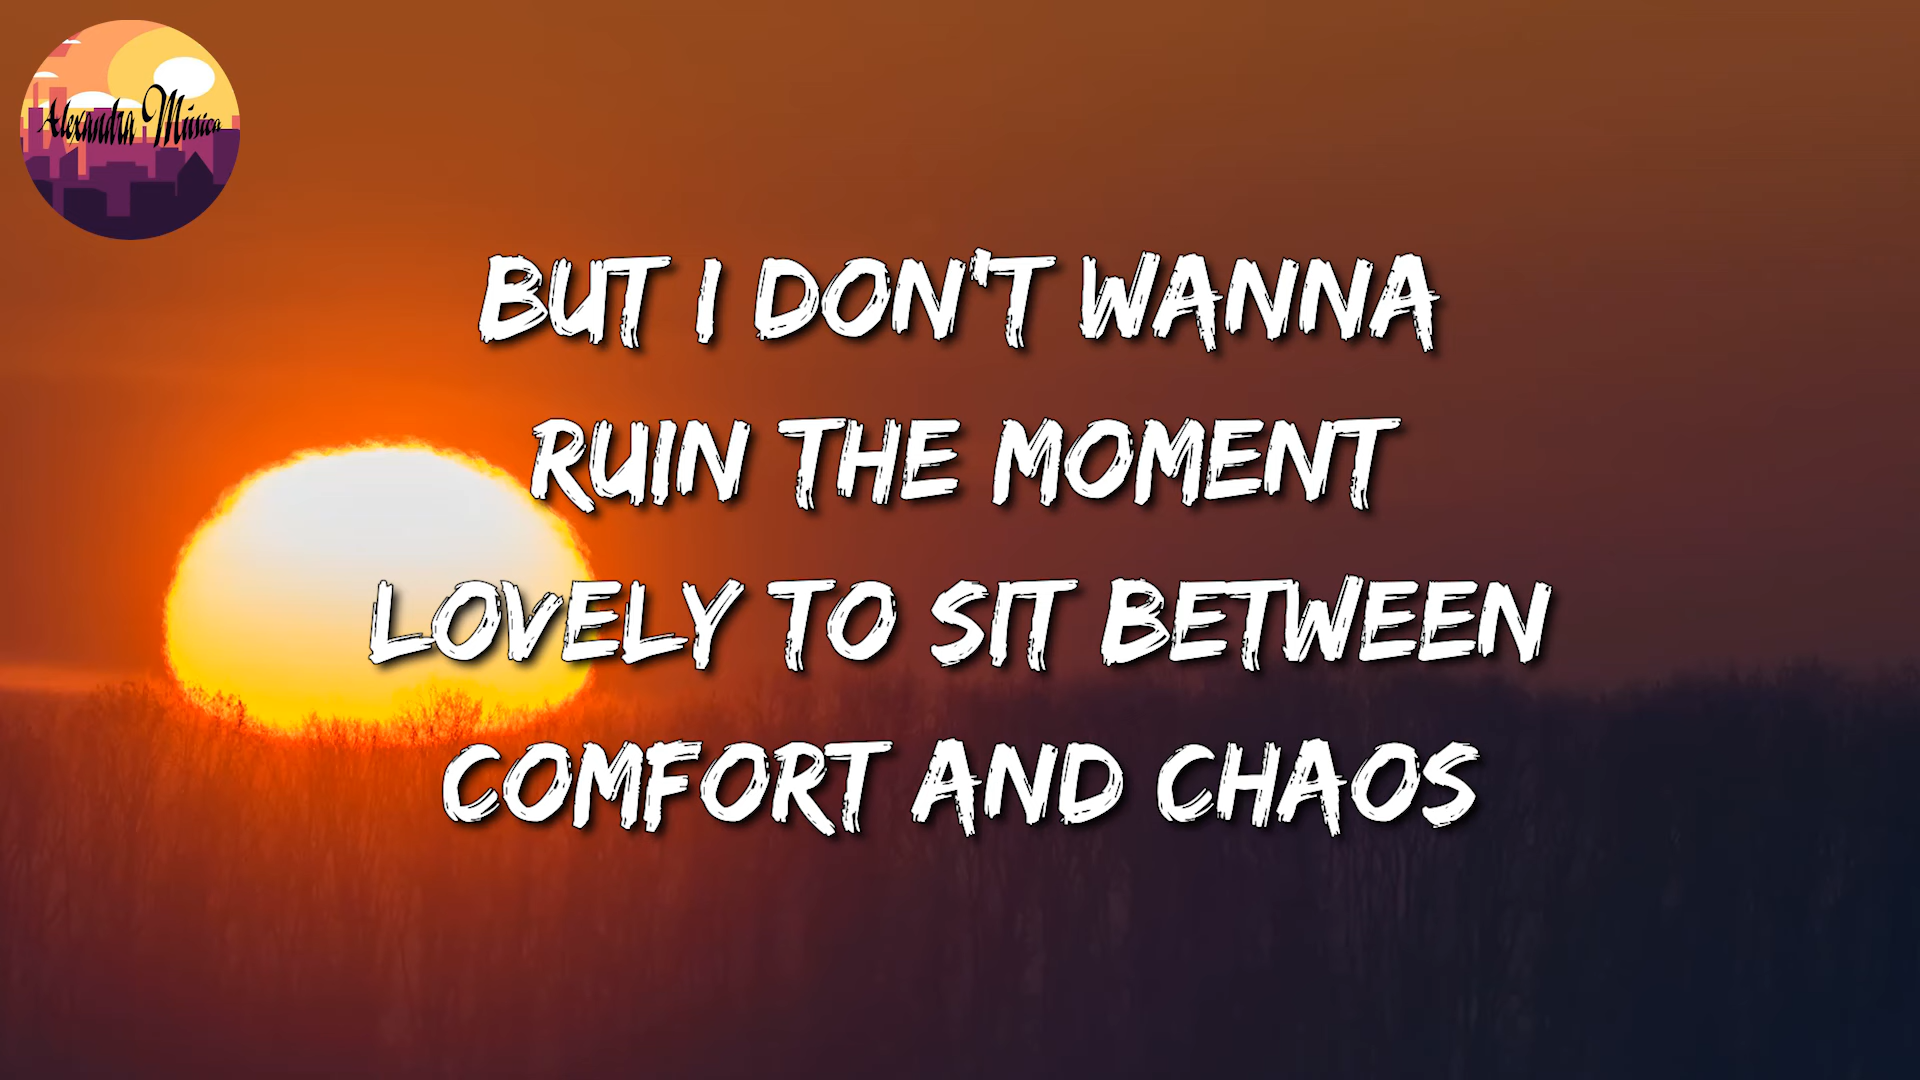 Alexandra Música
BUT I DON'T WANNA
RUIN THE MOMENT
LOVELY TO SIT BETWEEN
COMFORT AND CHAOS